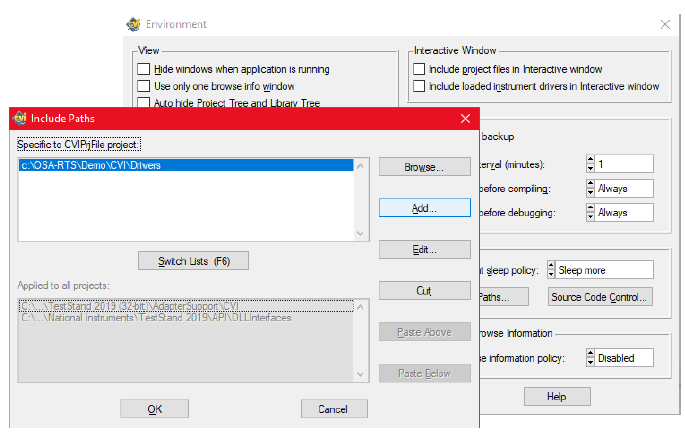 Environment
View
Hide windows when application is running
Use only one browse info window
Auto hide Project Tree and Library Tree
Interactive Window
Include project files in Interactive window
Include loaded instrument drivers in Interactive window
Include Paths
Specific to CVIPrjFile project:
c:\OSA-RTS\Demo\CVI\Drivers
Browse...
Add...
Edit...
Cut
Paste Above
Paste Below
Switch Lists (F6)
Applied to all projects:
C:\...\TestStand 2019 (32-bit)\AdapterSupport\CVI
C:\...\National Instruments\TestStand 2019\API\DLLInterfaces
OK
Cancel
backup
terval (minutes):
1
before compiling:
Always
before debugging:
Always
t sleep policy:
Sleep more
Paths...
Source Code Control...
rowse Information
se information policy:
Disabled
Help